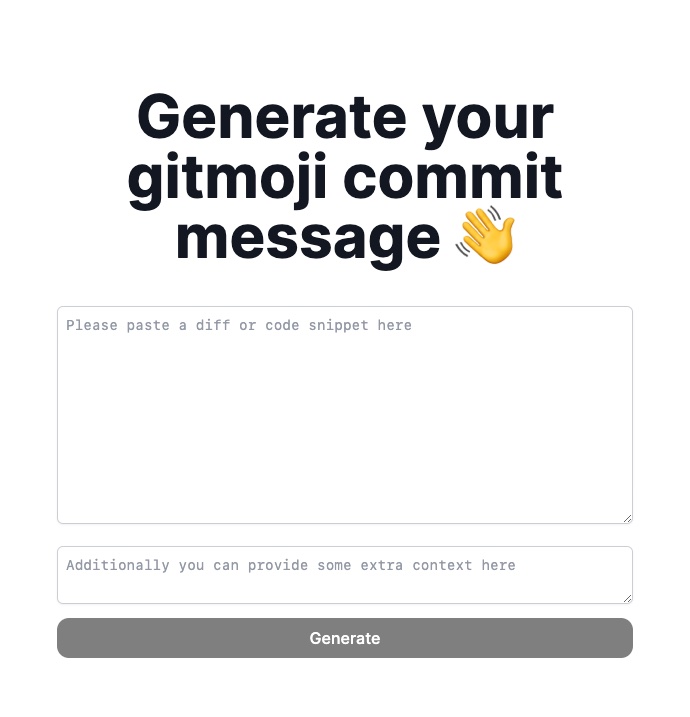 Generate your
gitmoji commit
message 👋
Please paste a diff or code snippet here
Additionally you can provide some extra context here
Generate